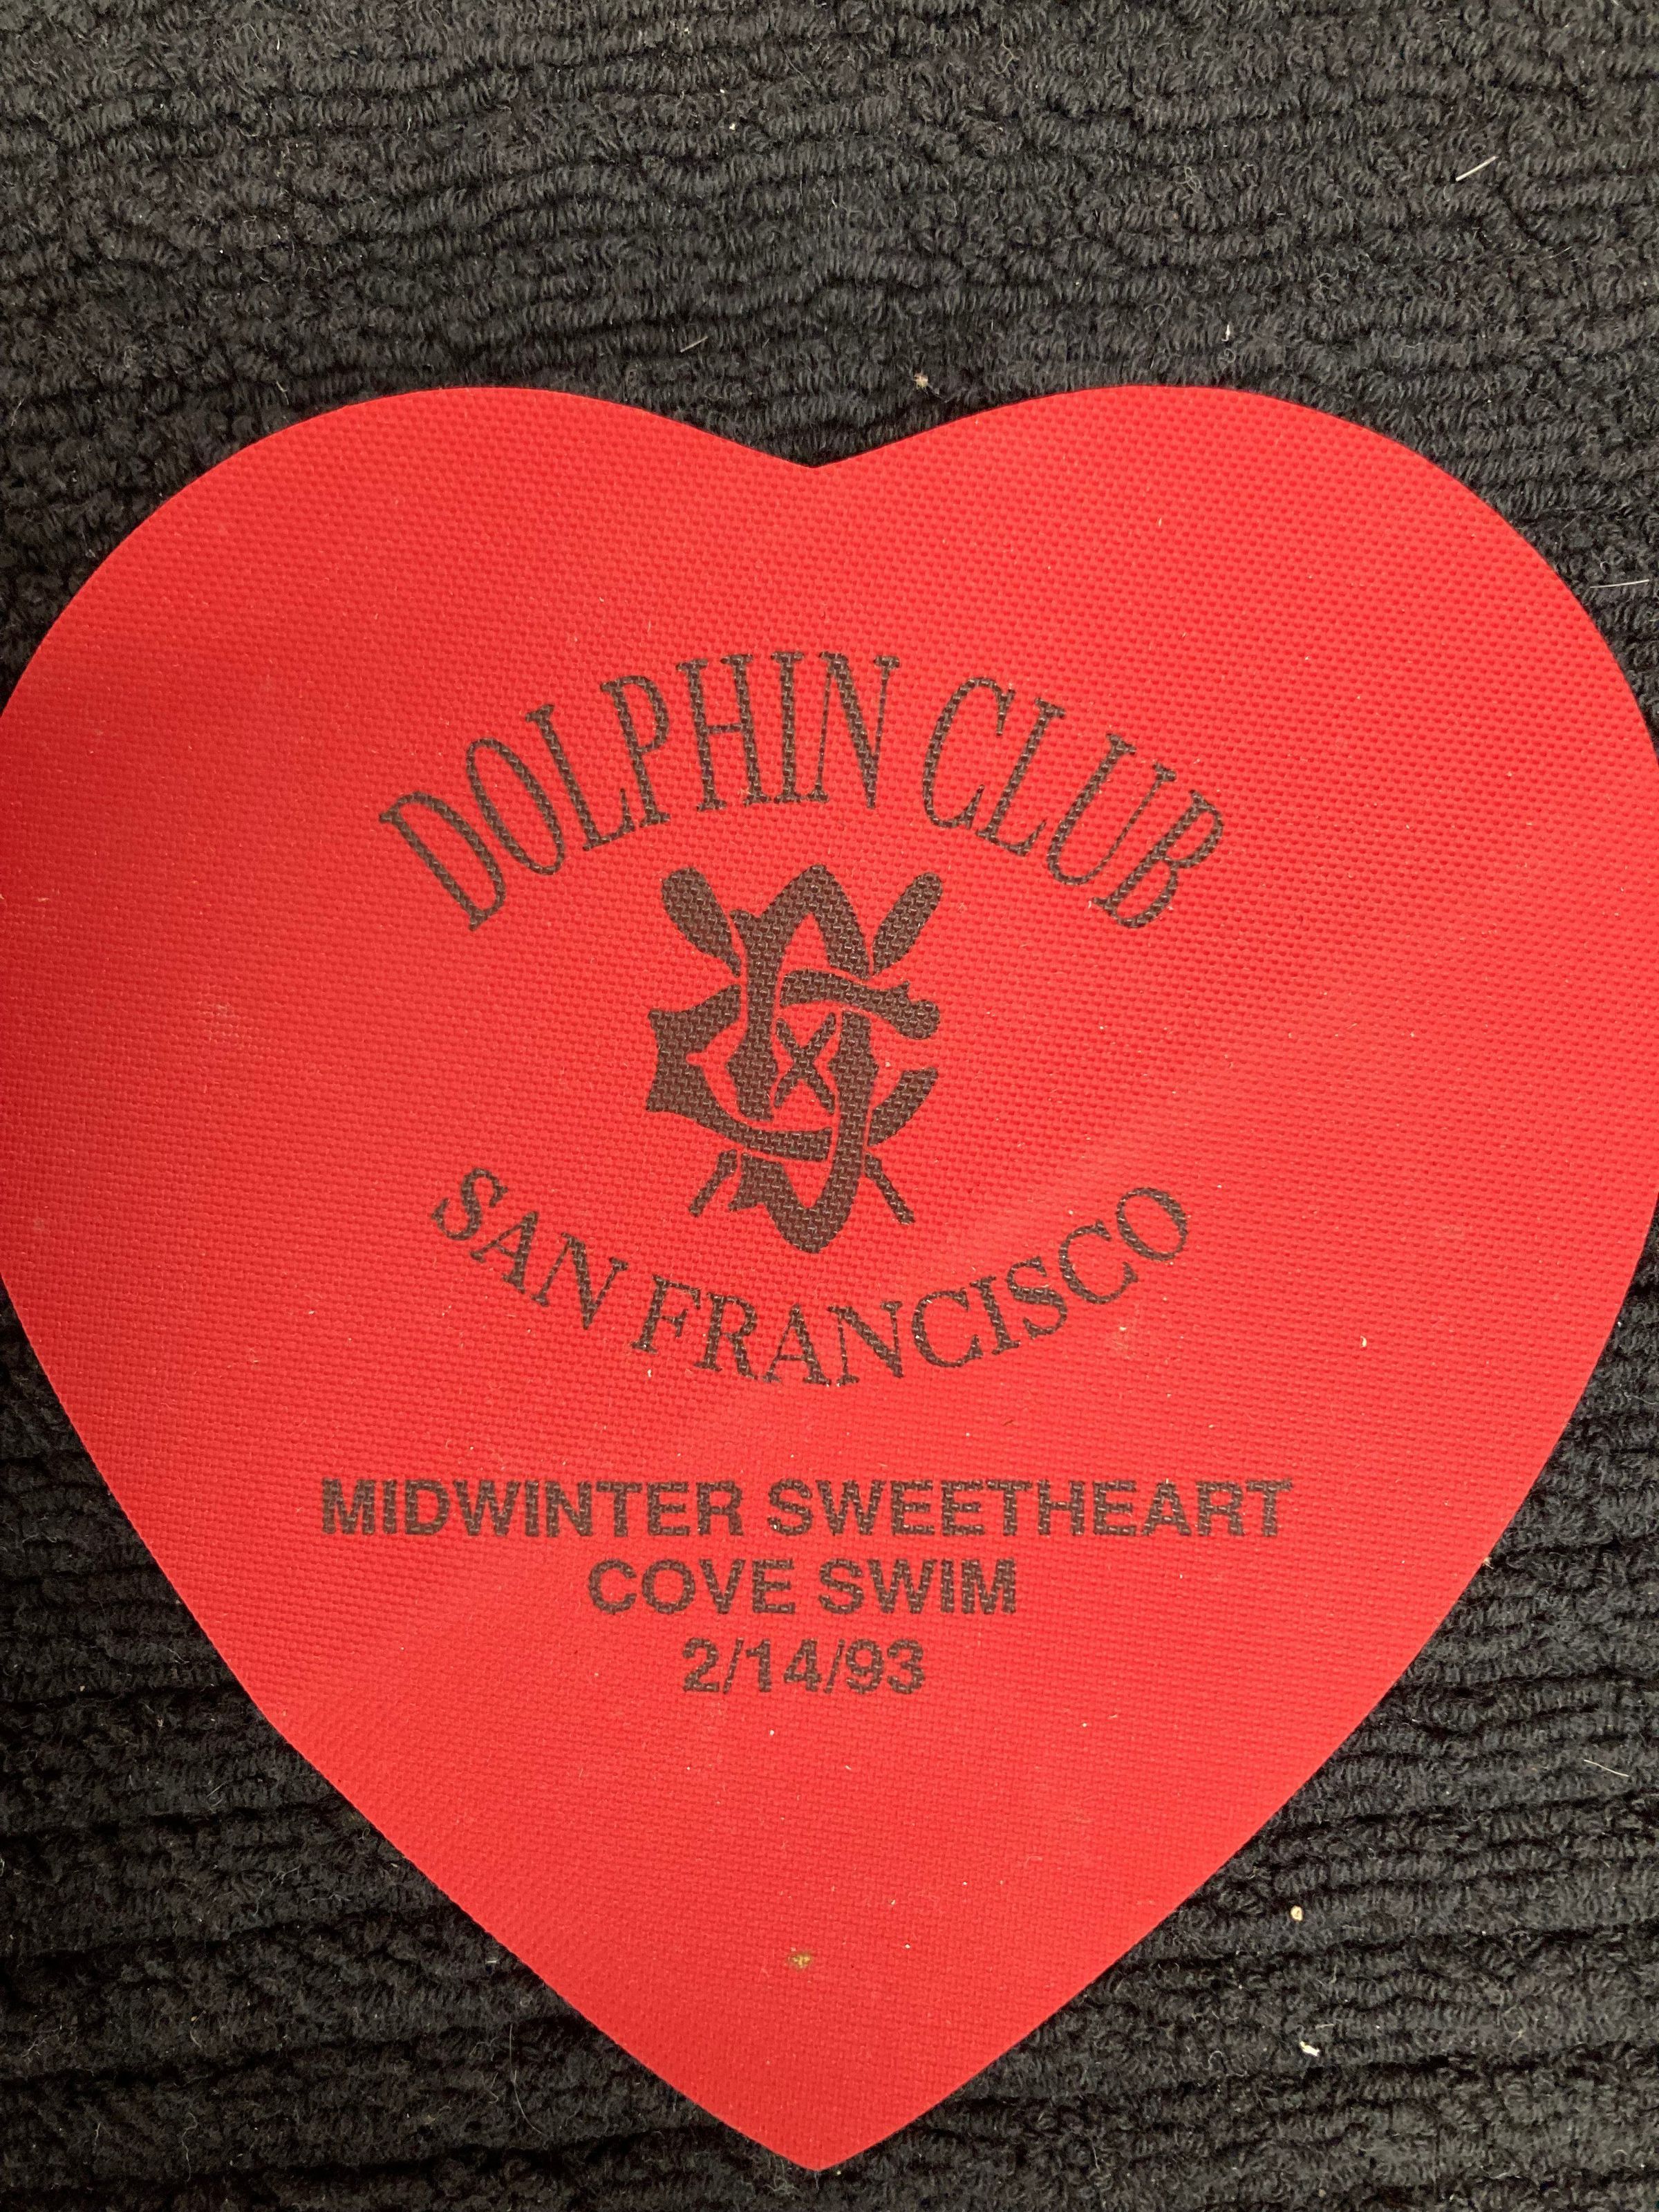 DOLPHIN CLUB
SAN FRANCISCO
MIDWINTER SWEETHEART
COVE SWIM
2/14/93